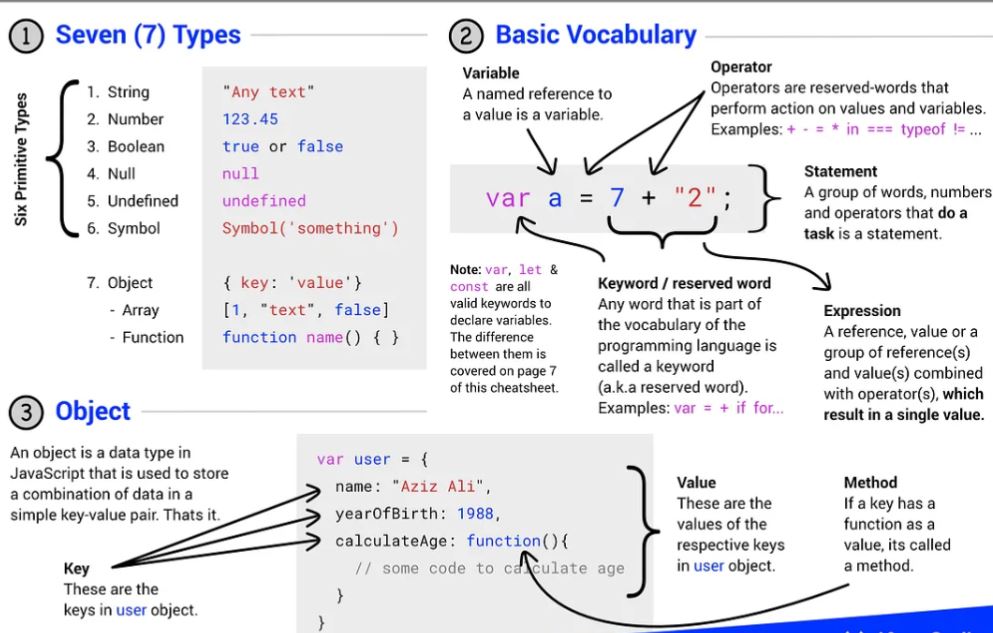 1 Seven (7) Types
Six Primitive Types
1. String "Any text"
2. Number 123.45
3. Boolean true or false
4. Null null
5. Undefined undefined
6. Symbol Symbol('something')
7. Object { key: 'value'}
- Array [1, "text", false]
- Function function name() { }
2 Basic Vocabulary
Variable
A named reference to
a value is a variable.
Operator
Operators are reserved-words that
perform action on values and variables.
Examples: + - = * in === typeof != ...
var a = 7 + "2";
Statement
A group of words, numbers
and operators that do a
task is a statement.
Note: var, let &
const are all
valid keywords to
declare variables.
The difference
between them is
covered on page 7
of this cheatsheet.
Keyword / reserved word
Any word that is part of
the vocabulary of the
programming language is
called a keyword
(a.k.a reserved word).
Examples: var = + if for...
Expression
A reference, value or a
group of reference(s)
and value(s) combined
with operator(s), which
result in a single value.
3 Object
An object is a data type in
JavaScript that is used to store
a combination of data in a
simple key-value pair. Thats it.
Key
These are the
keys in user object.
var user = {
name: "Aziz Ali",
yearOfBirth: 1988,
calculateAge: function(){
// some code to calculate age
}
}
Value
These are the
values of the
respective keys
in user object.
Method
If a key has a
function as a
value, its called
a method.